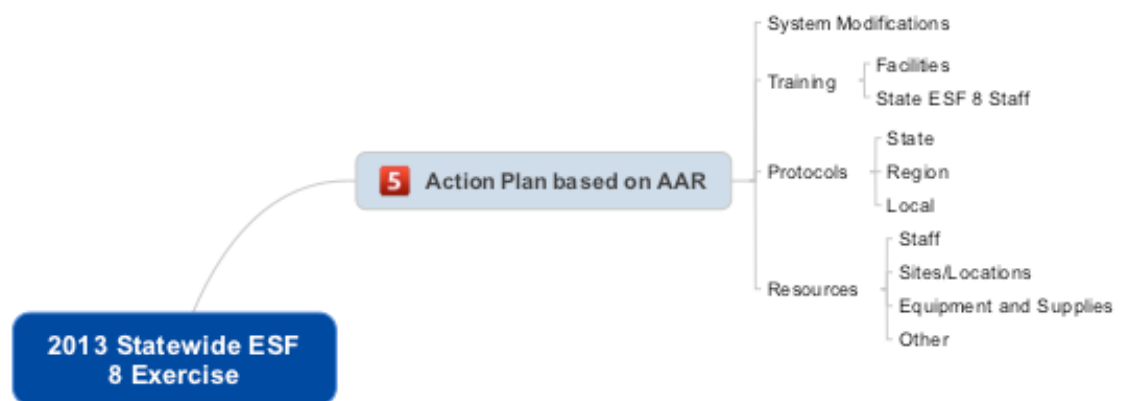 System Modifications
Training
Facilities
State ESF 8 Staff
5 Action Plan based on AAR
Protocols
State
Region
Local
Resources
Staff
Sites/Locations
Equipment and Supplies
Other
2013 Statewide ESF
8 Exercise